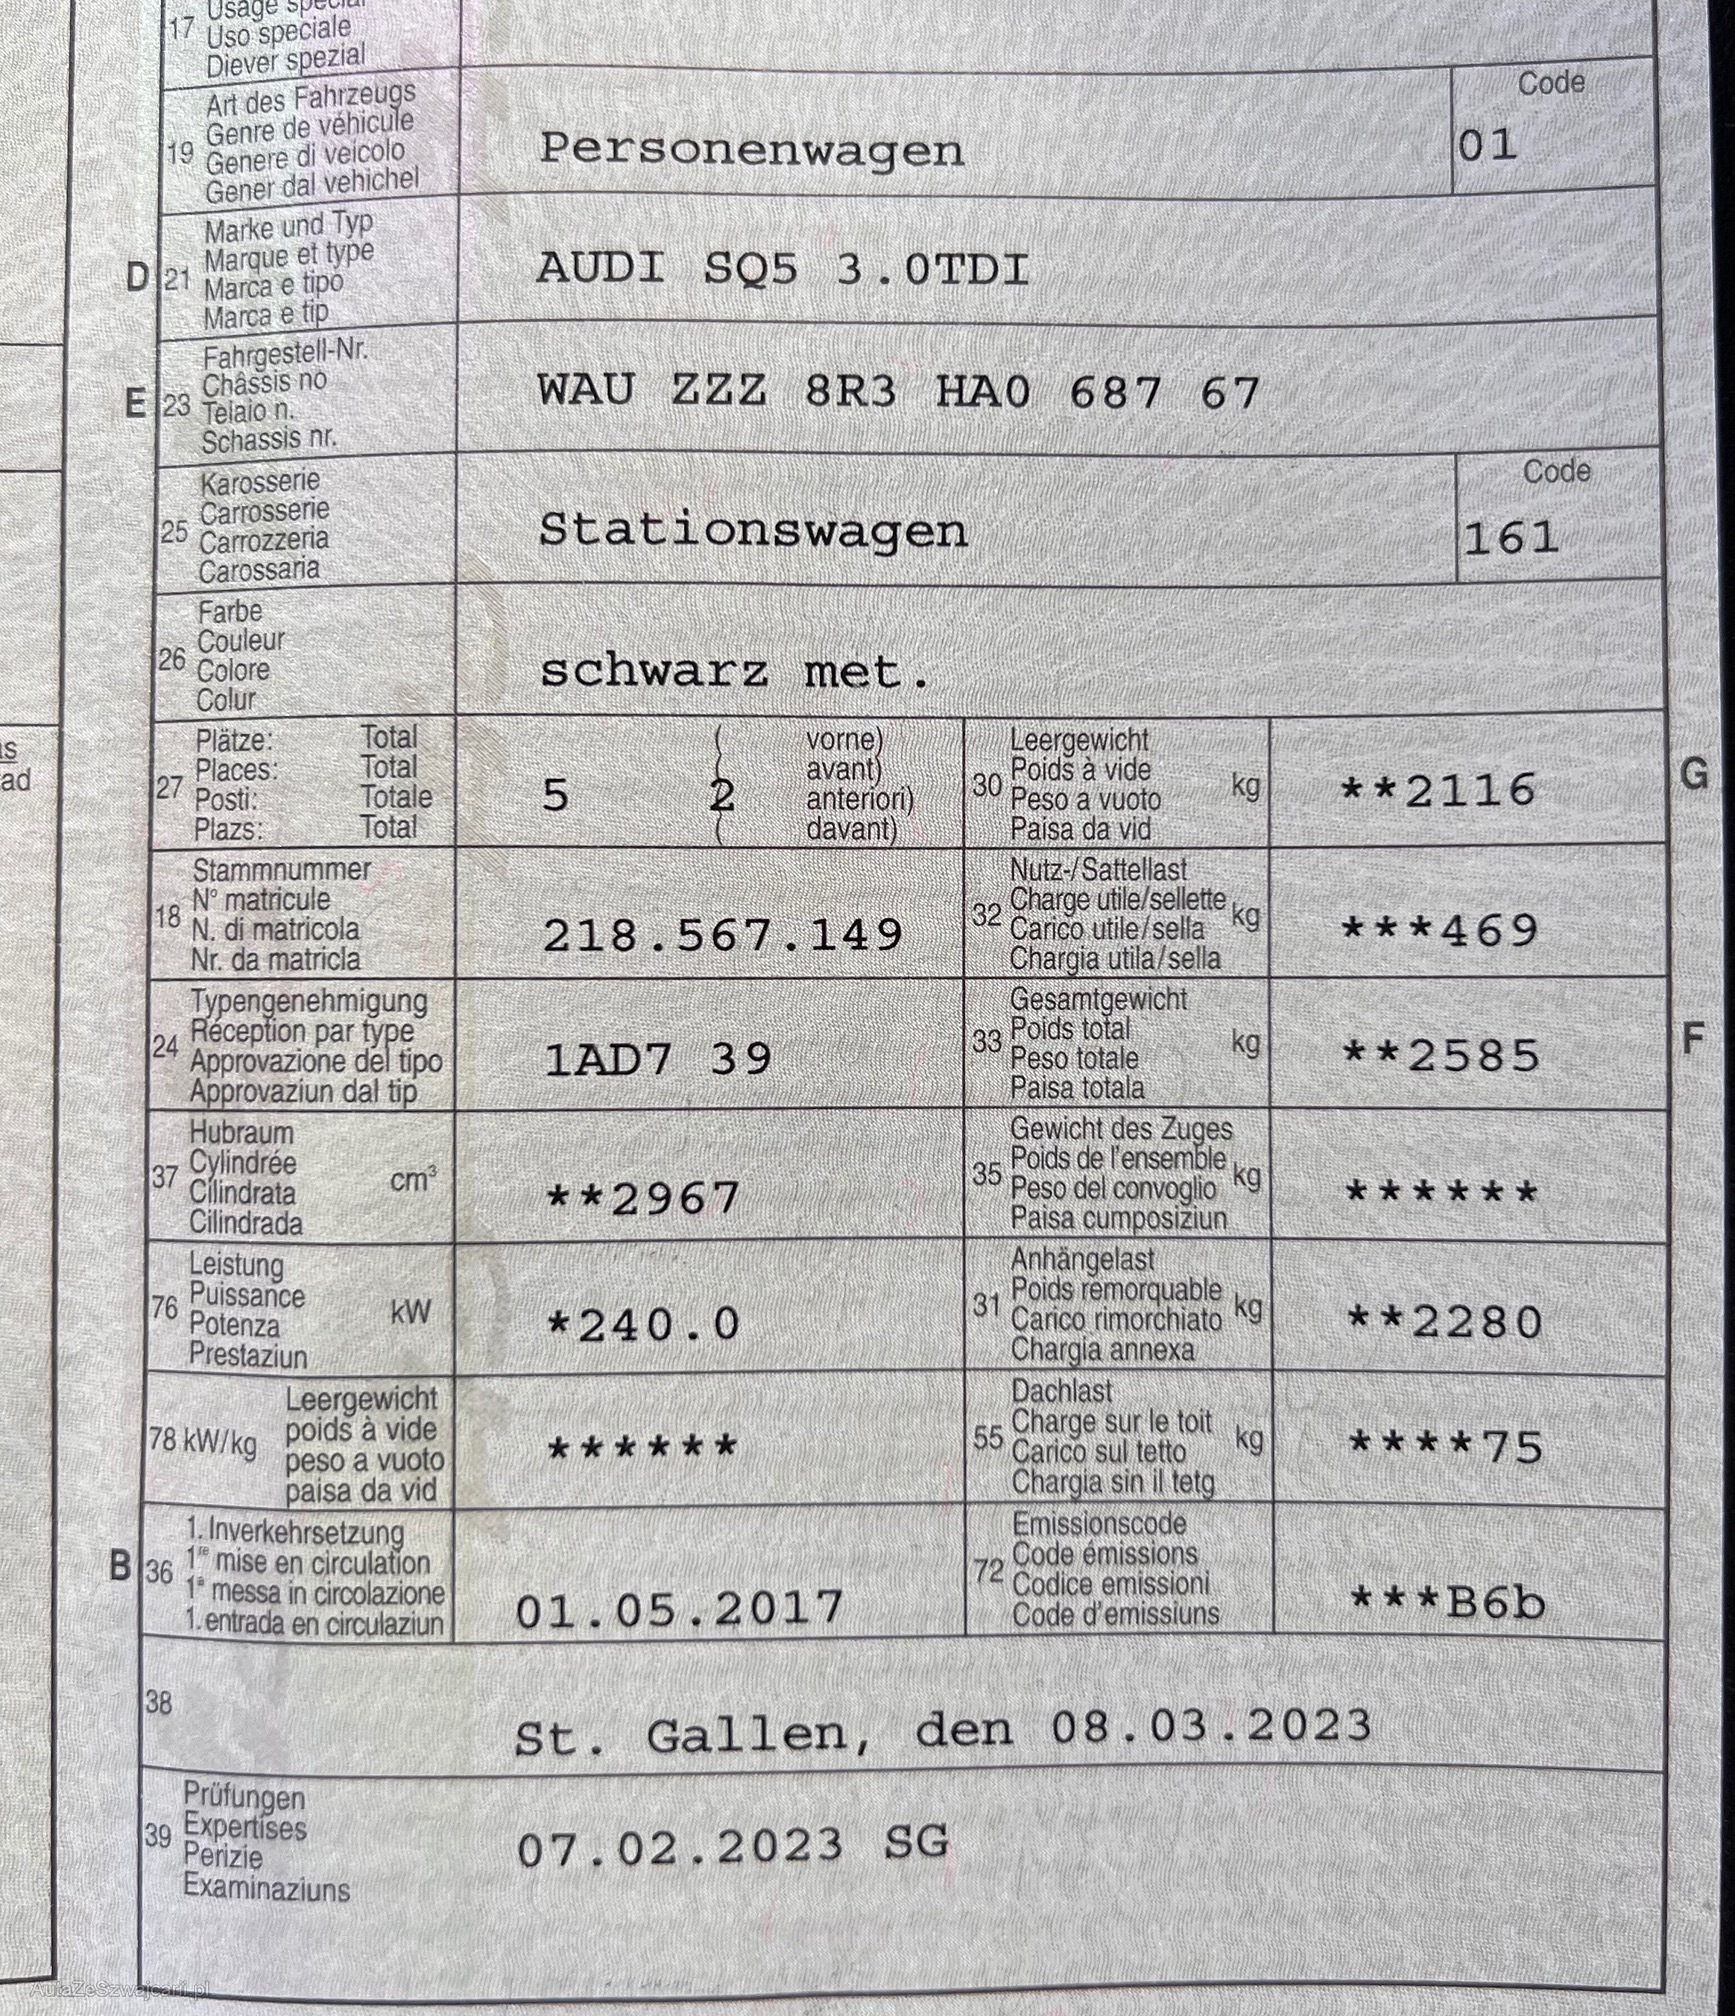 17 Usage spécial
Uso speciale
Diever spezial
19 Art des Fahrzeugs
Genre de véhicule
Genere di veicolo
Gener dal vehichel
Personenwagen
Code
01
D 21 Marke und Typ
Marque et type
Marca e tipo
Marca e tip
AUDI SQ5 3.0TDI
E 23 Fahrgestell-Nr.
Châssis no
Telaio n.
Schassis nr.
WAU ZZZ 8R3 HA0 687 67
25 Karosserie
Carrosserie
Carrozzeria
Carossaria
Stationswagen
Code
161
26 Farbe
Couleur
Colore
Colur
schwarz met.
27 Plätze: Total
Places: Total
Posti: Totale
Plazs: Total
5 2
( vorne)
( avant)
( anteriori)
( davant)
30 Leergewicht
Poids à vide
Peso a vuoto
Paisa da vid
kg
**2116
G
18 Stammnummer
N° matricule
N. di matricola
Nr. da matricla
218.567.149
32 Nutz-/Sattellast
Charge utile/sellette
Carico utile/sella
Chargia utila/sella
kg
***469
24 Typengenehmigung
Réception par type
Approvazione del tipo
Approvaziun dal tip
1AD7 39
33 Gesamtgewicht
Poids total
Peso totale
Paisa totala
kg
**2585
F
37 Hubraum
Cylindrée
Cilindrata
Cilindrada
cm³
**2967
35 Gewicht des Zuges
Poids de l'ensemble
Peso del convoglio
Paisa cumposiziun
kg
******
76 Leistung
Puissance
Potenza
Prestaziun
kW
*240.0
31 Anhängelast
Poids remorquable
Carico rimorchiato
Chargia annexa
kg
**2280
78 kW/kg
Leergewicht
poids à vide
peso a vuoto
paisa da vid
******
55 Dachlast
Charge sur le toit
Carico sul tetto
Chargia sin il tetg
kg
****75
B 36 1. Inverkehrsetzung
1re mise en circulation
1a messa in circolazione
1. entrada en circulaziun
01.05.2017
72 Emissionscode
Code émissions
Codice emissioni
Code d'emissiuns
***B6b
38
St. Gallen, den 08.03.2023
39 Prüfungen
Expertises
Perizie
Examinaziuns
07.02.2023 SG
AutaZeSzwajcarii.pl